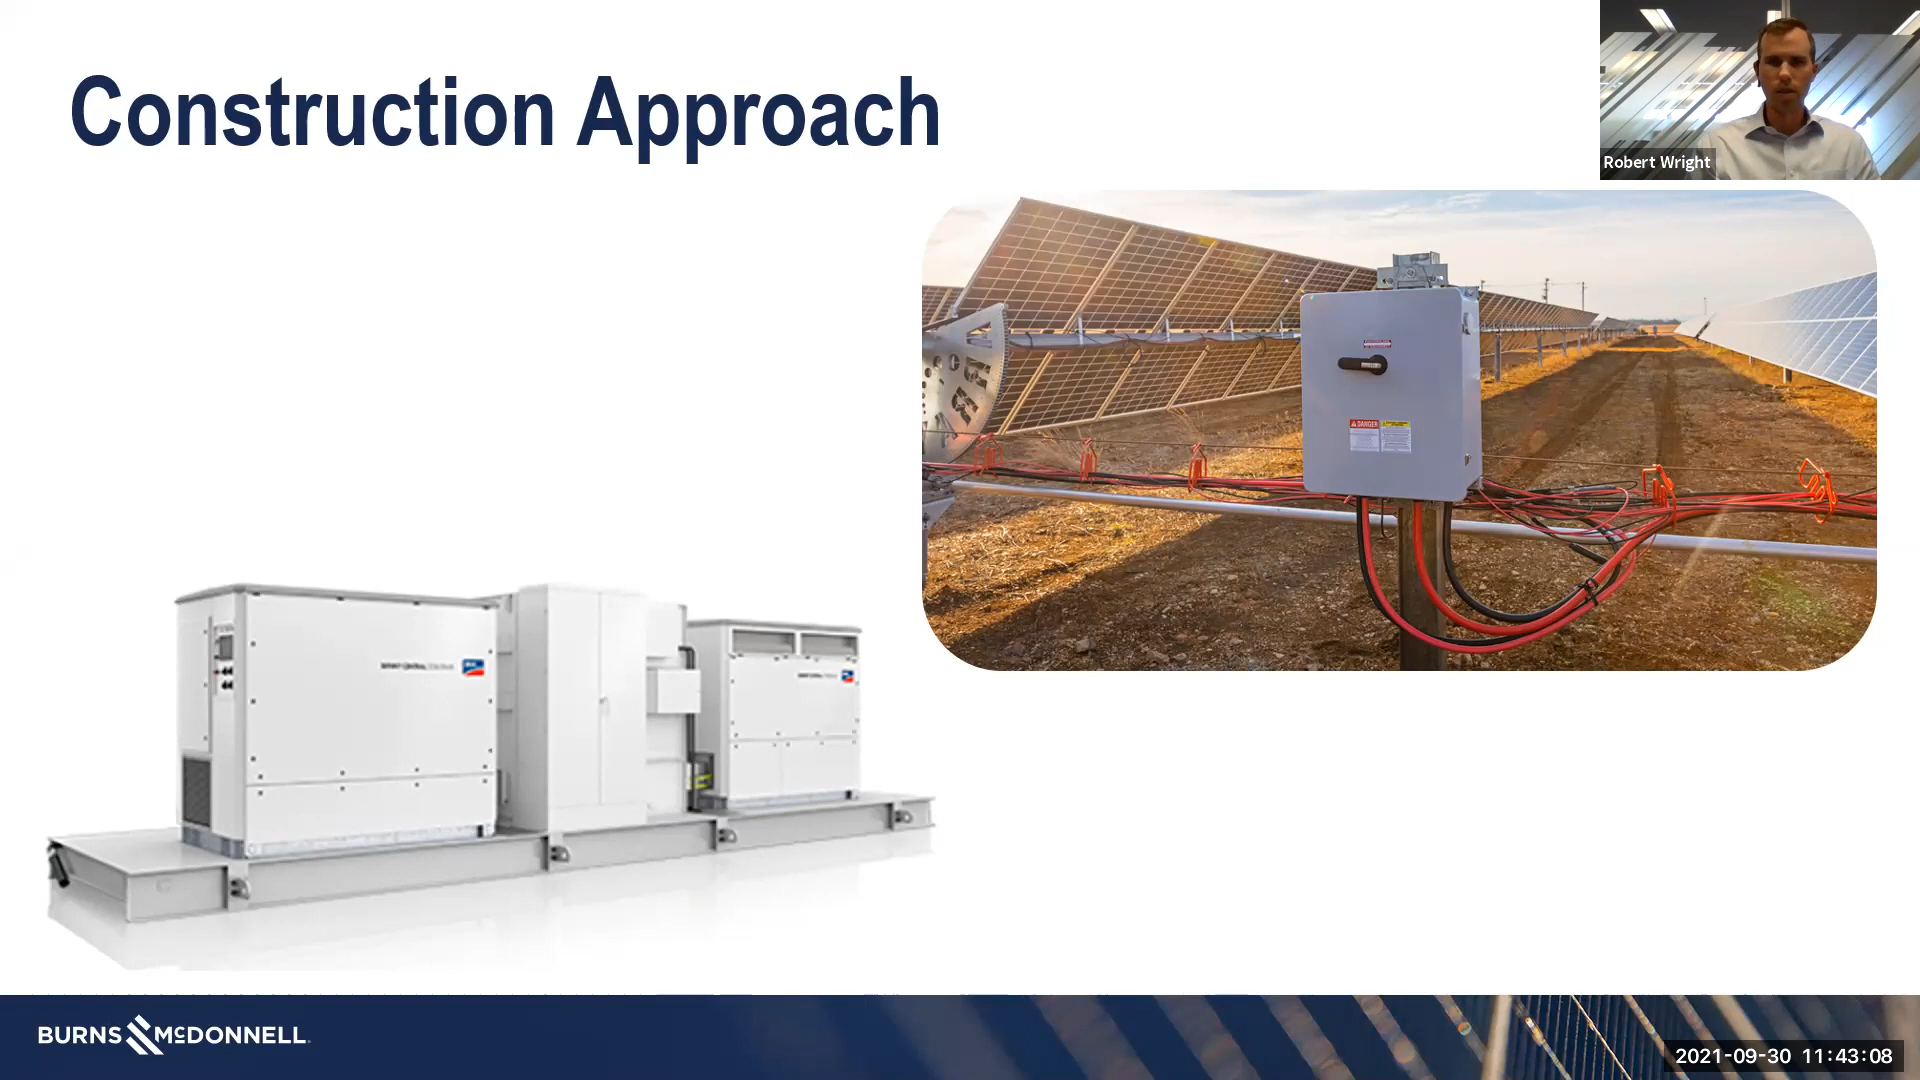 Construction Approach
Robert Wright
DANGER
BURNS McDONNELL
2021-09-30 11:43:08